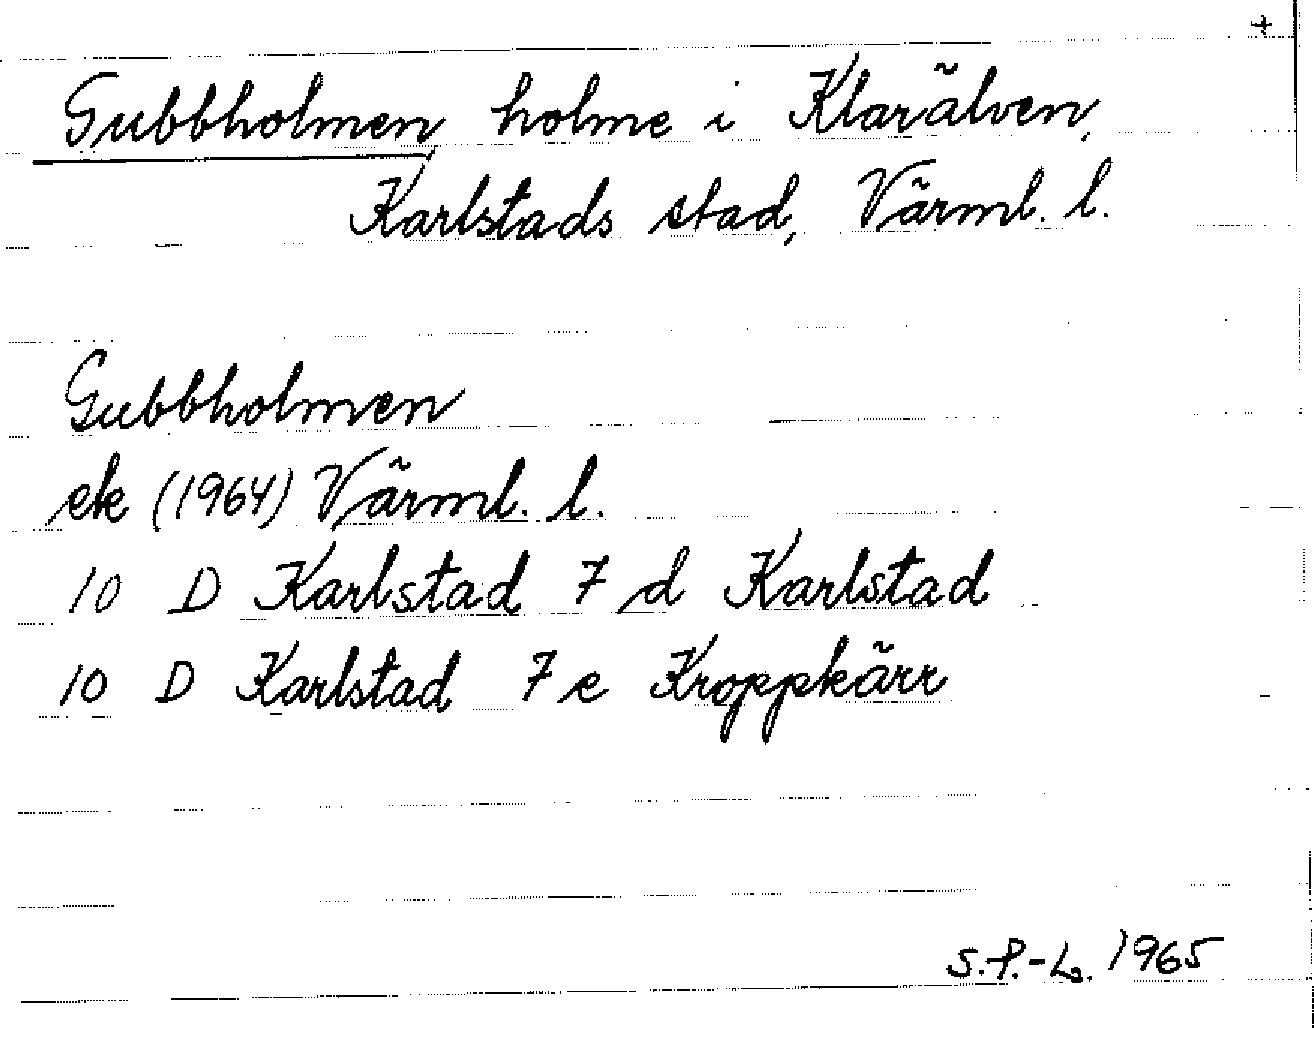 +
Gubbholmen holme i Klarälven,
Karlstads stad, Värml. l.
Gubbholmen
ek (1964) Värml. l.
10 D Karlstad 7 d Karlstad
10 D Karlstad 7 e Kroppkärr
S.P.-L. 1965